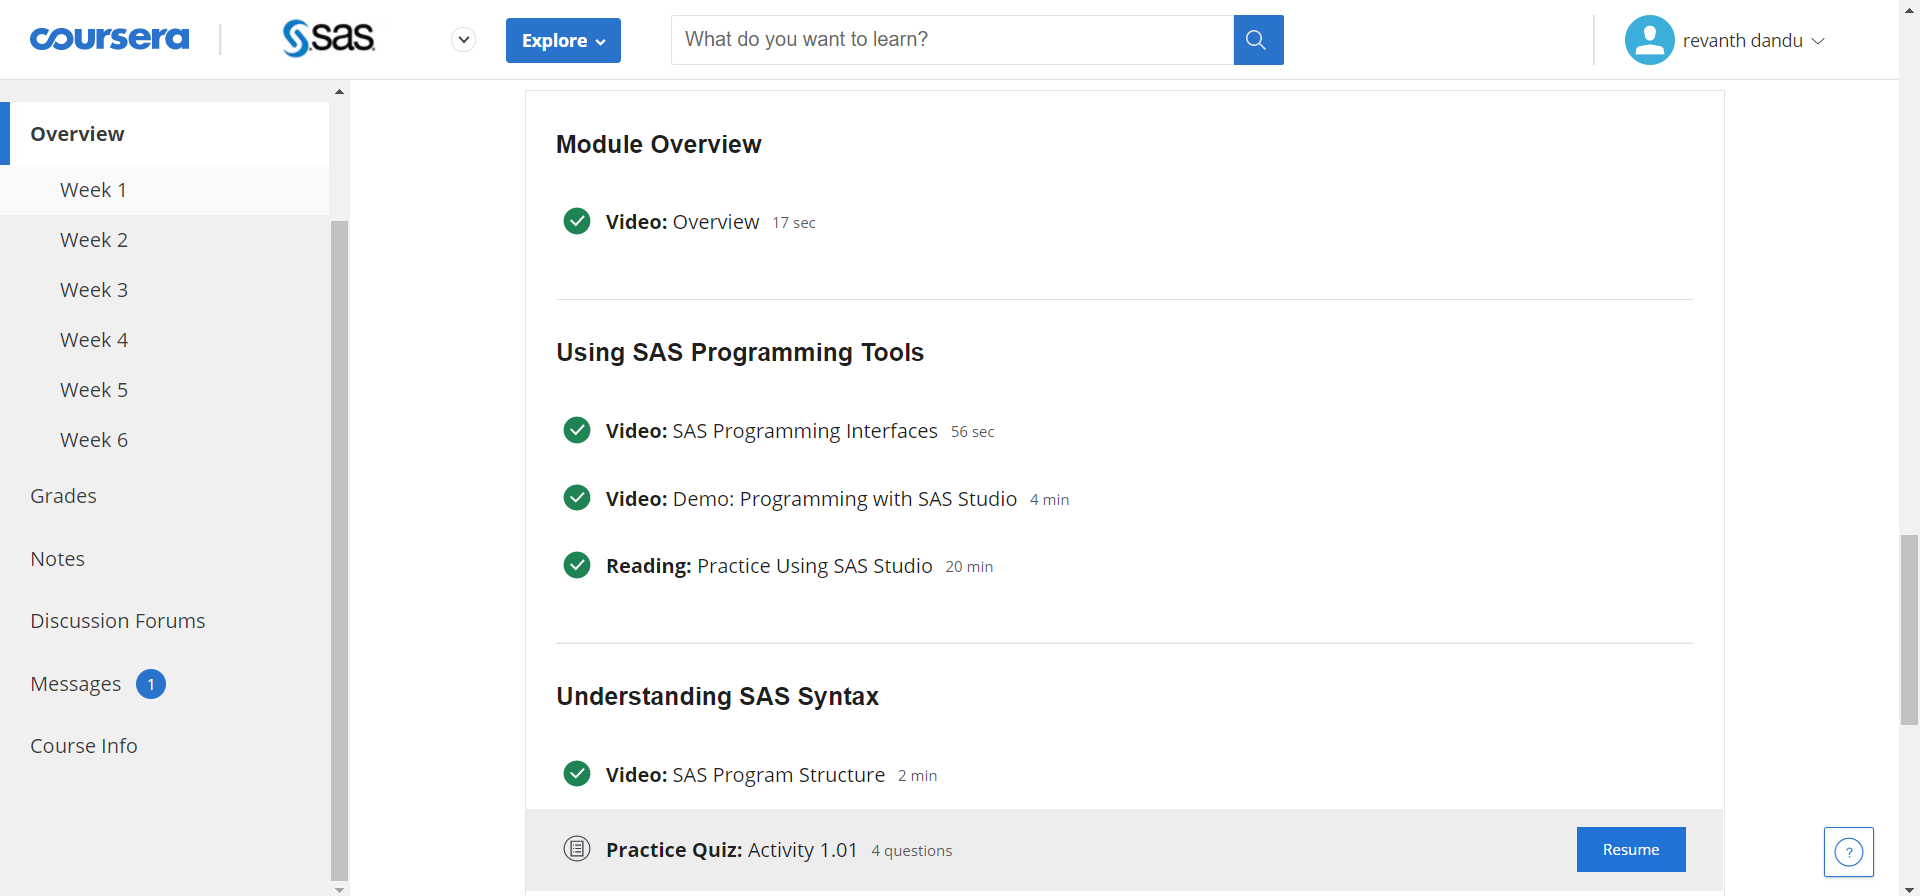 coursera
sas
Explore
What do you want to learn?
revanth dandu
Overview
Week 1
Week 2
Week 3
Week 4
Week 5
Week 6
Grades
Notes
Discussion Forums
Messages 1
Course Info
Module Overview
Video: Overview 17 sec
Using SAS Programming Tools
Video: SAS Programming Interfaces 56 sec
Video: Demo: Programming with SAS Studio 4 min
Reading: Practice Using SAS Studio 20 min
Understanding SAS Syntax
Video: SAS Program Structure 2 min
Practice Quiz: Activity 1.01 4 questions
Resume
?